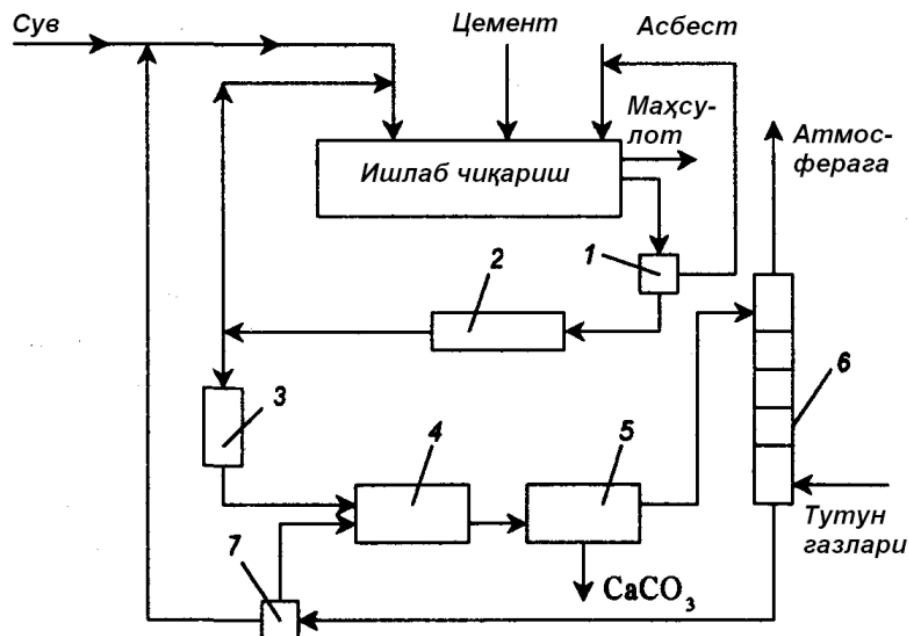 Сув
Цемент
Асбест
Маҳсу-
лот
Атмос-
ферага
Ишлаб чиқариш
1
2
3
4
5
6
7
Тутун
газлари
CaCO₃